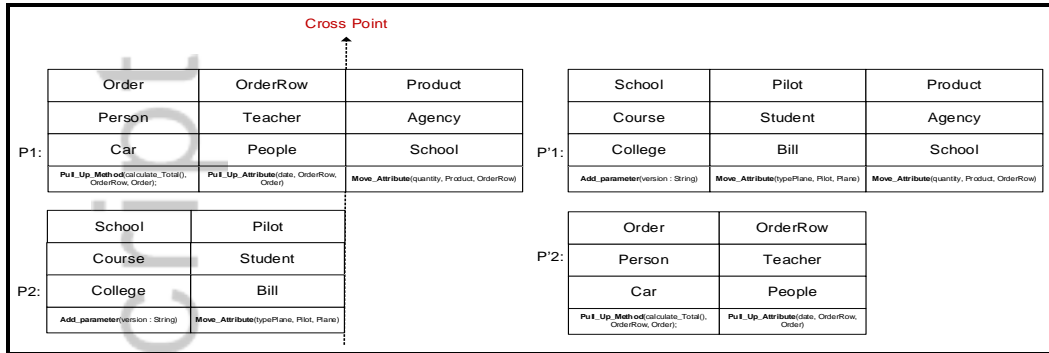 Cross Point
Order OrderRow Product
Person Teacher Agency
P1: Car People School
Pull_Up_Method(calculate_Total(), OrderRow, Order); Pull_Up_Attribute(date, OrderRow, Order) Move_Attribute(quantity, Product, OrderRow)
School Pilot
Course Student
P2: College Bill
Add_parameter(version : String) Move_Attribute(typePlane, Pilot, Plane)
School Pilot Product
Course Student Agency
P'1: College Bill School
Add_parameter(version : String) Move_Attribute(typePlane, Pilot, Plane) Move_Attribute(quantity, Product, OrderRow)
Order OrderRow
P'2: Person Teacher
Car People
Pull_Up_Method(calculate_Total(), OrderRow, Order); Pull_Up_Attribute(date, OrderRow, Order)
cript